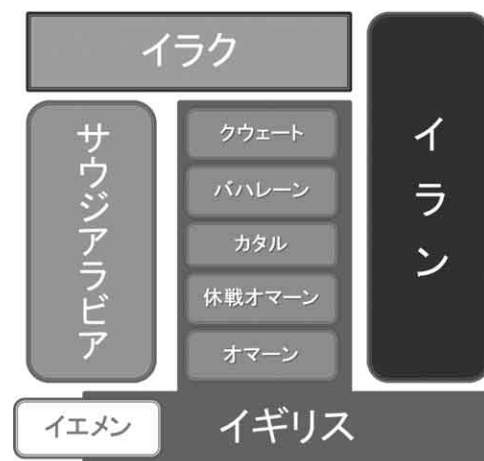 イラク
サウジアラビア
クウェート
バハレーン
カタル
休戦オマーン
オマーン
イラン
イエメン
イギリス